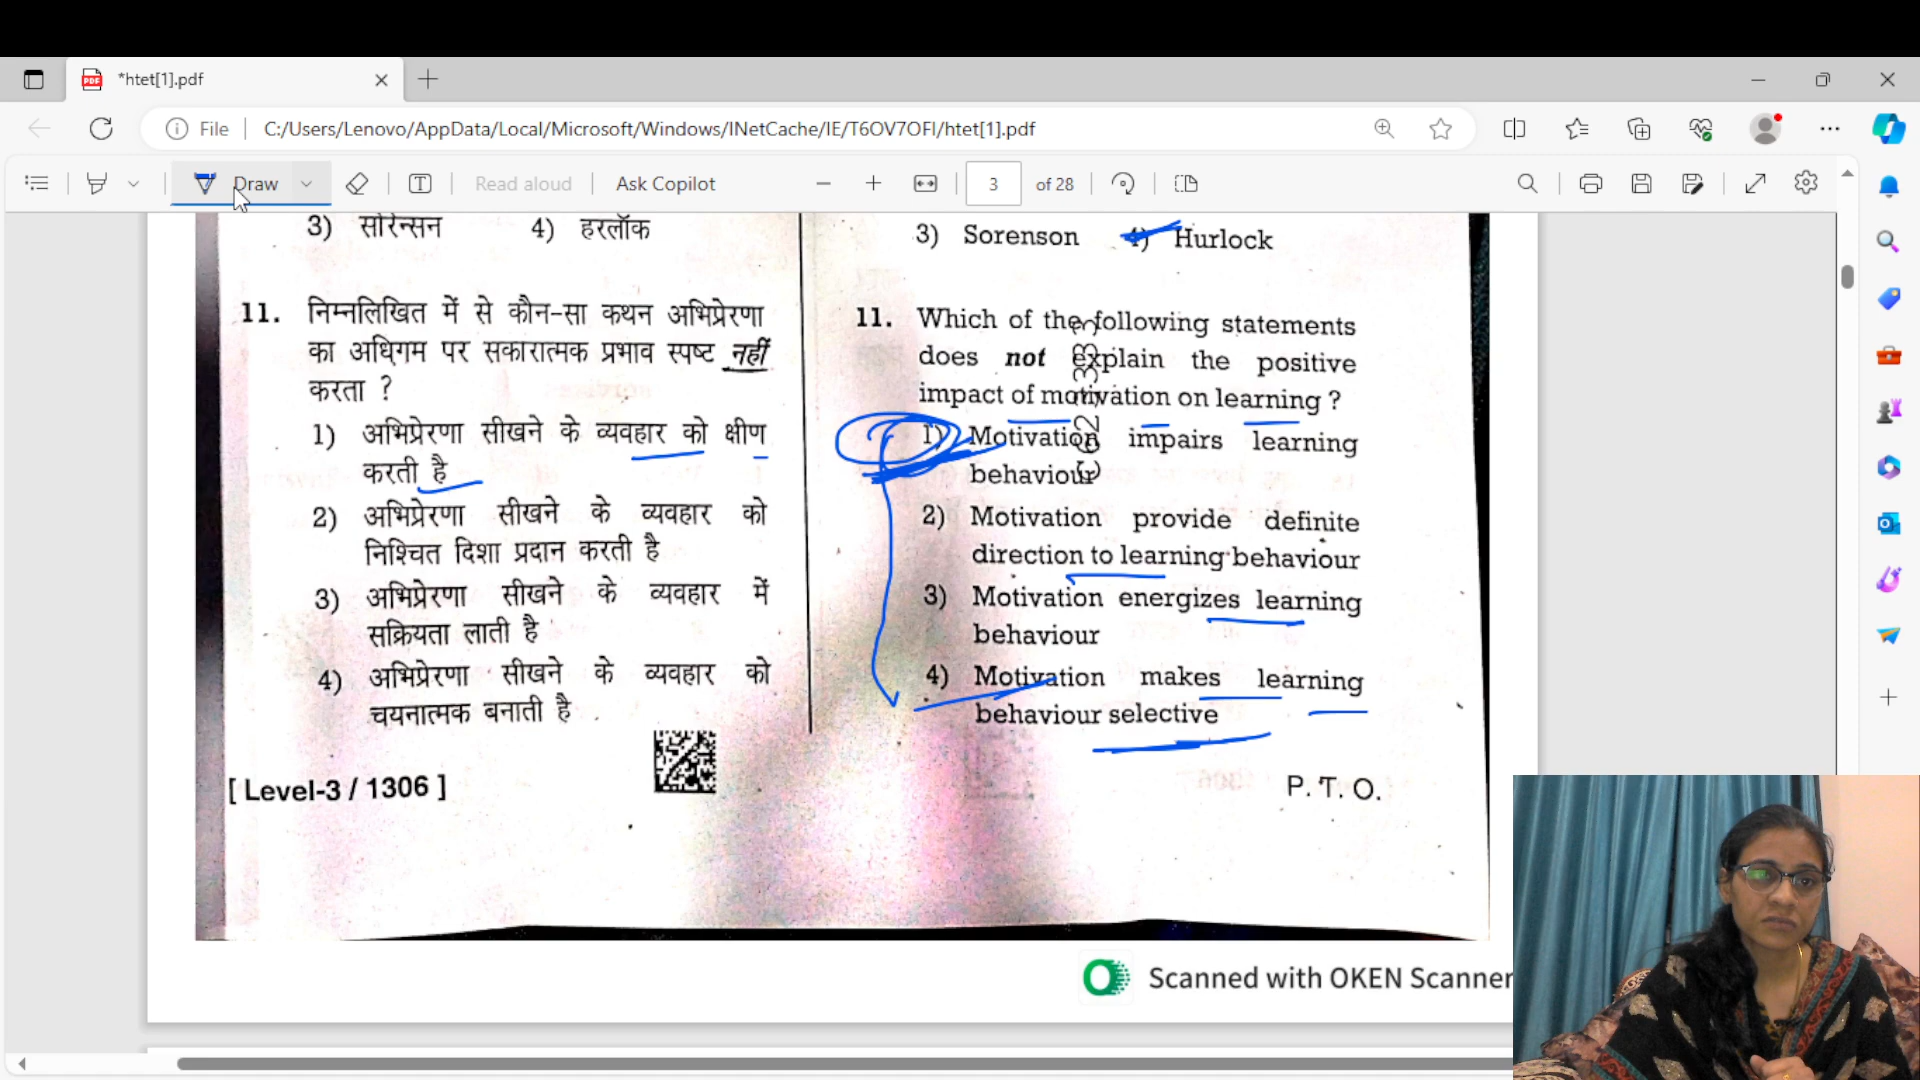 *htet[1].pdf
File
C:/Users/Lenovo/AppData/Local/Microsoft/Windows/INetCache/IE/T6OV7OFI/htet[1].pdf
Draw
Read aloud
Ask Copilot
3
of 28
3) सोरेन्सन 4) हरलॉक
11. निम्नलिखित में से कौन-सा कथन अभिप्रेरणा
का अधिगम पर सकारात्मक प्रभाव स्पष्ट नहीं
करता ?
1) अभिप्रेरणा सीखने के व्यवहार को क्षीण
करती है
2) अभिप्रेरणा सीखने के व्यवहार को
निश्चित दिशा प्रदान करती है
3) अभिप्रेरणा सीखने के व्यवहार में
सक्रियता लाती है
4) अभिप्रेरणा सीखने के व्यवहार को
चयनात्मक बनाती है
[ Level-3 / 1306 ]
3) Sorenson 4) Hurlock
11. Which of the following statements
does not explain the positive
impact of motivation on learning ?
1) Motivation impairs learning
behaviour
2) Motivation provide definite
direction to learning behaviour
3) Motivation energizes learning
behaviour
4) Motivation makes learning
behaviour selective
P. T. O.
Scanned with OKEN Scanner